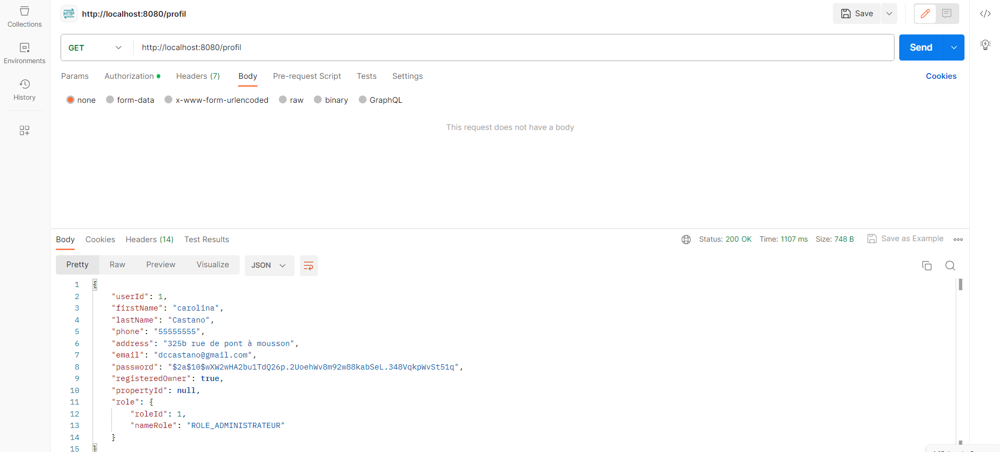 Collections
Environments
History
HTTP http://localhost:8080/profil
Save
GET http://localhost:8080/profil Send
Params Authorization Headers (7) Body Pre-request Script Tests Settings Cookies
none form-data x-www-form-urlencoded raw binary GraphQL
This request does not have a body
Body Cookies Headers (14) Test Results Status: 200 OK Time: 1107 ms Size: 748 B Save as Example
Pretty Raw Preview Visualize JSON
1 {
2 "userId": 1,
3 "firstName": "carolina",
4 "lastName": "Castano",
5 "phone": "55555555",
6 "address": "325b rue de pont à mousson",
7 "email": "dccastano@gmail.com",
8 "password": "$2a$10$wXW2wHA2bu1TdQ26p.2UoehWv8m92w88kabSeL.348VqkpWvSt51q",
9 "registeredOwner": true,
10 "propertyId": null,
11 "role": {
12 "roleId": 1,
13 "nameRole": "ROLE_ADMINISTRATEUR"
14 }
15 }